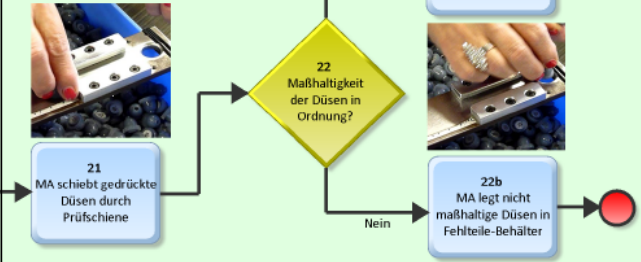 21
MA schiebt gedrückte
Düsen durch
Prüfschiene
22
Maßhaltigkeit
der Düsen in
Ordnung?
Nein
22b
MA legt nicht
maßhaltige Düsen in
Fehlteile-Behälter